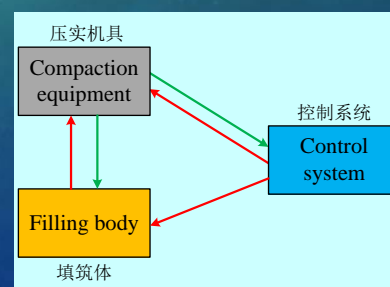 压实机具
Compaction
equipment
控制系统
Control
system
Filling body
填筑体